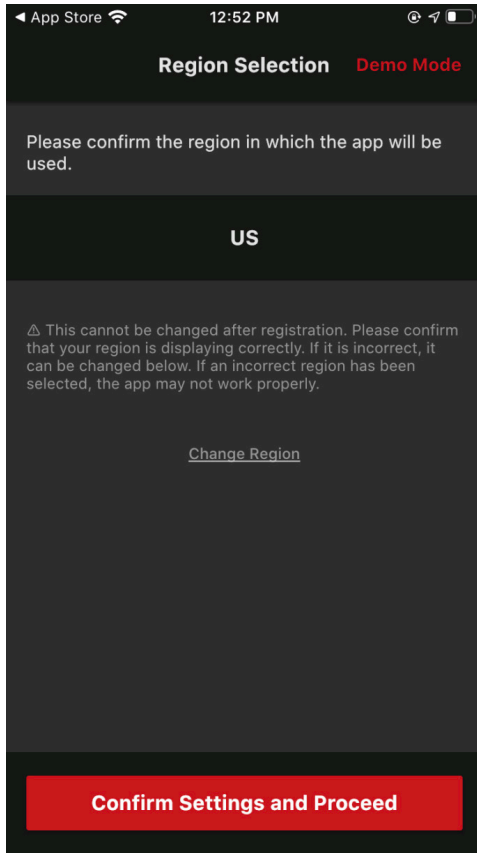 ◀ App Store 12:52 PM
Region Selection Demo Mode
Please confirm the region in which the app will be
used.
US
⚠ This cannot be changed after registration. Please confirm
that your region is displaying correctly. If it is incorrect, it
can be changed below. If an incorrect region has been
selected, the app may not work properly.
Change Region
Confirm Settings and Proceed